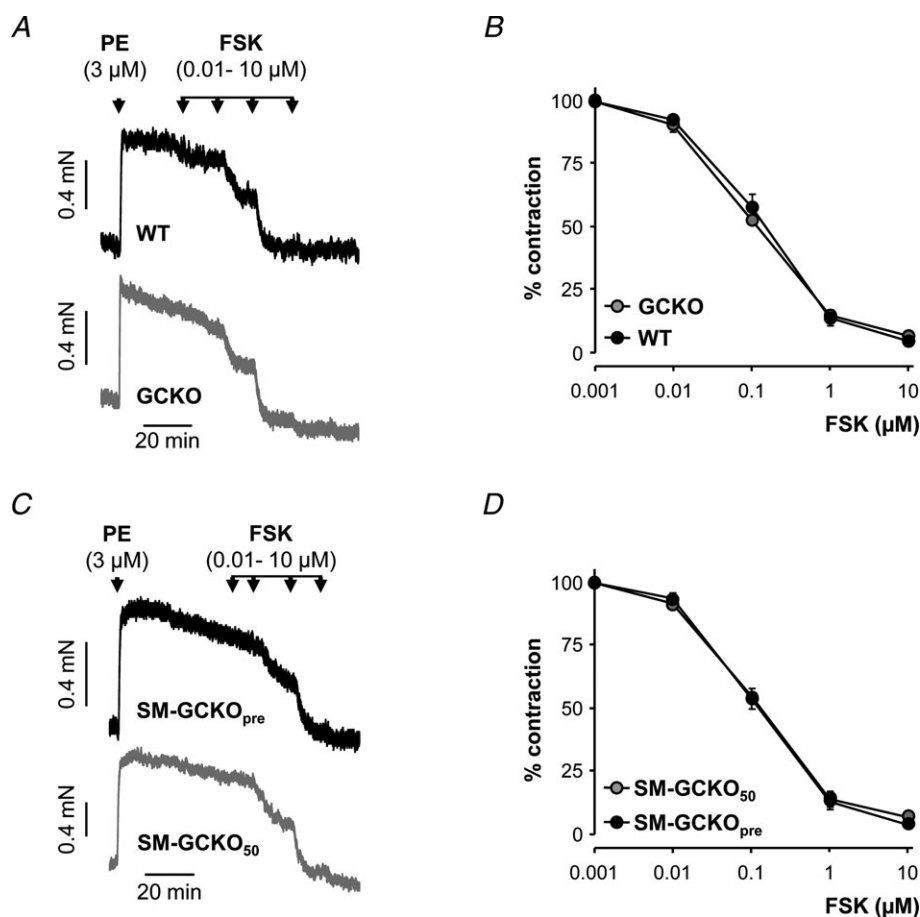 A
PE
(3 µM)
FSK
(0.01- 10 µM)
0.4 mN
WT
0.4 mN
GCKO
20 min
B
% contraction
100
75
50
25
0
GCKO
WT
0.001 0.01 0.1 1 10
FSK (µM)
C
PE
(3 µM)
FSK
(0.01- 10 µM)
0.4 mN
SM-GCKOpre
0.4 mN
SM-GCKO50
20 min
D
% contraction
100
75
50
25
0
SM-GCKO50
SM-GCKOpre
0.001 0.01 0.1 1 10
FSK (µM)